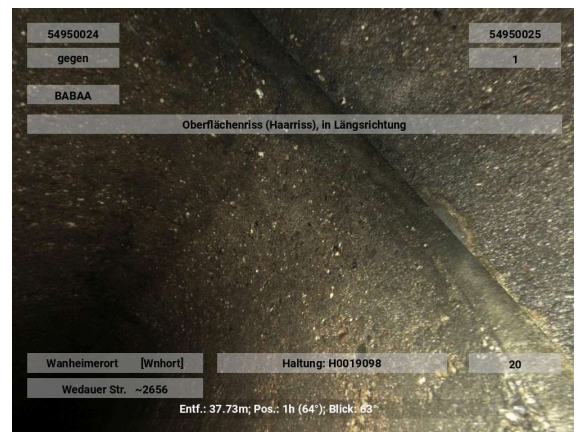 54950024
54950025
gegen
1
BABAA
Oberflächenriss (Haarriss), in Längsrichtung
Wanheimerort [Wnhort]
Haltung: H0019098
20
Wedauer Str. ~2656
Entf.: 37.73m; Pos.: 1h (64°); Blick: 63°